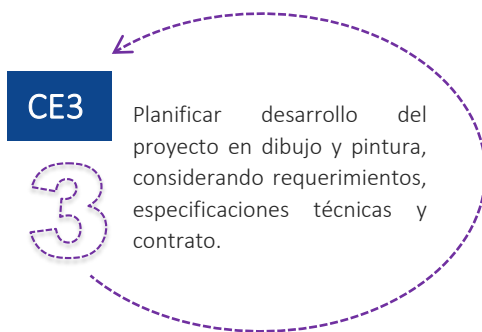 CE3
3
Planificar desarrollo del
proyecto en dibujo y pintura,
considerando requerimientos,
especificaciones técnicas y
contrato.